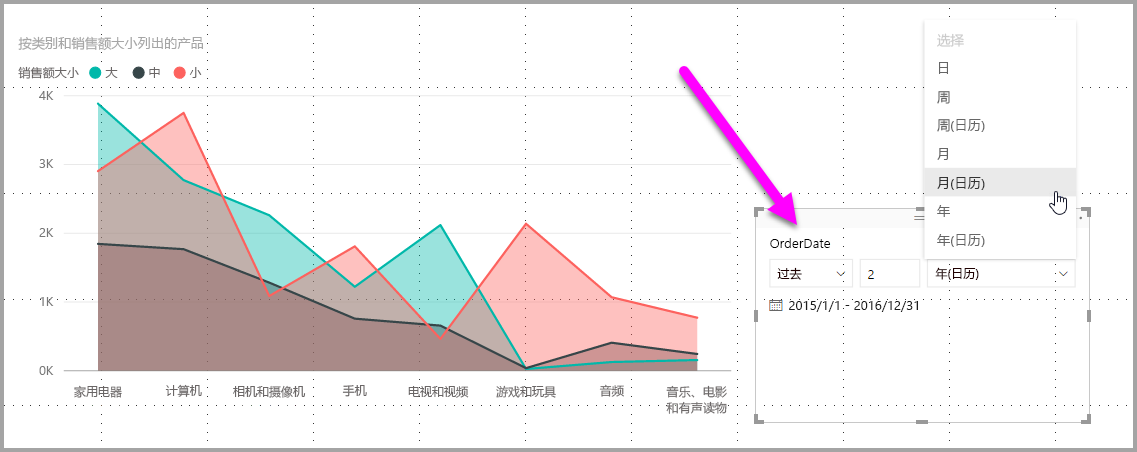 按类别和销售额大小列出的产品
销售额大小 大 中 小
4K
3K
2K
1K
0K
家用电器 计算机 相机和摄像机 手机 电视和视频 游戏和玩具 音频 音乐、电影
和有声读物
选择
日
周
周(日历)
月
月(日历)
年
年(日历)
OrderDate
过去 2 年(日历)
2015/1/1 - 2016/12/31